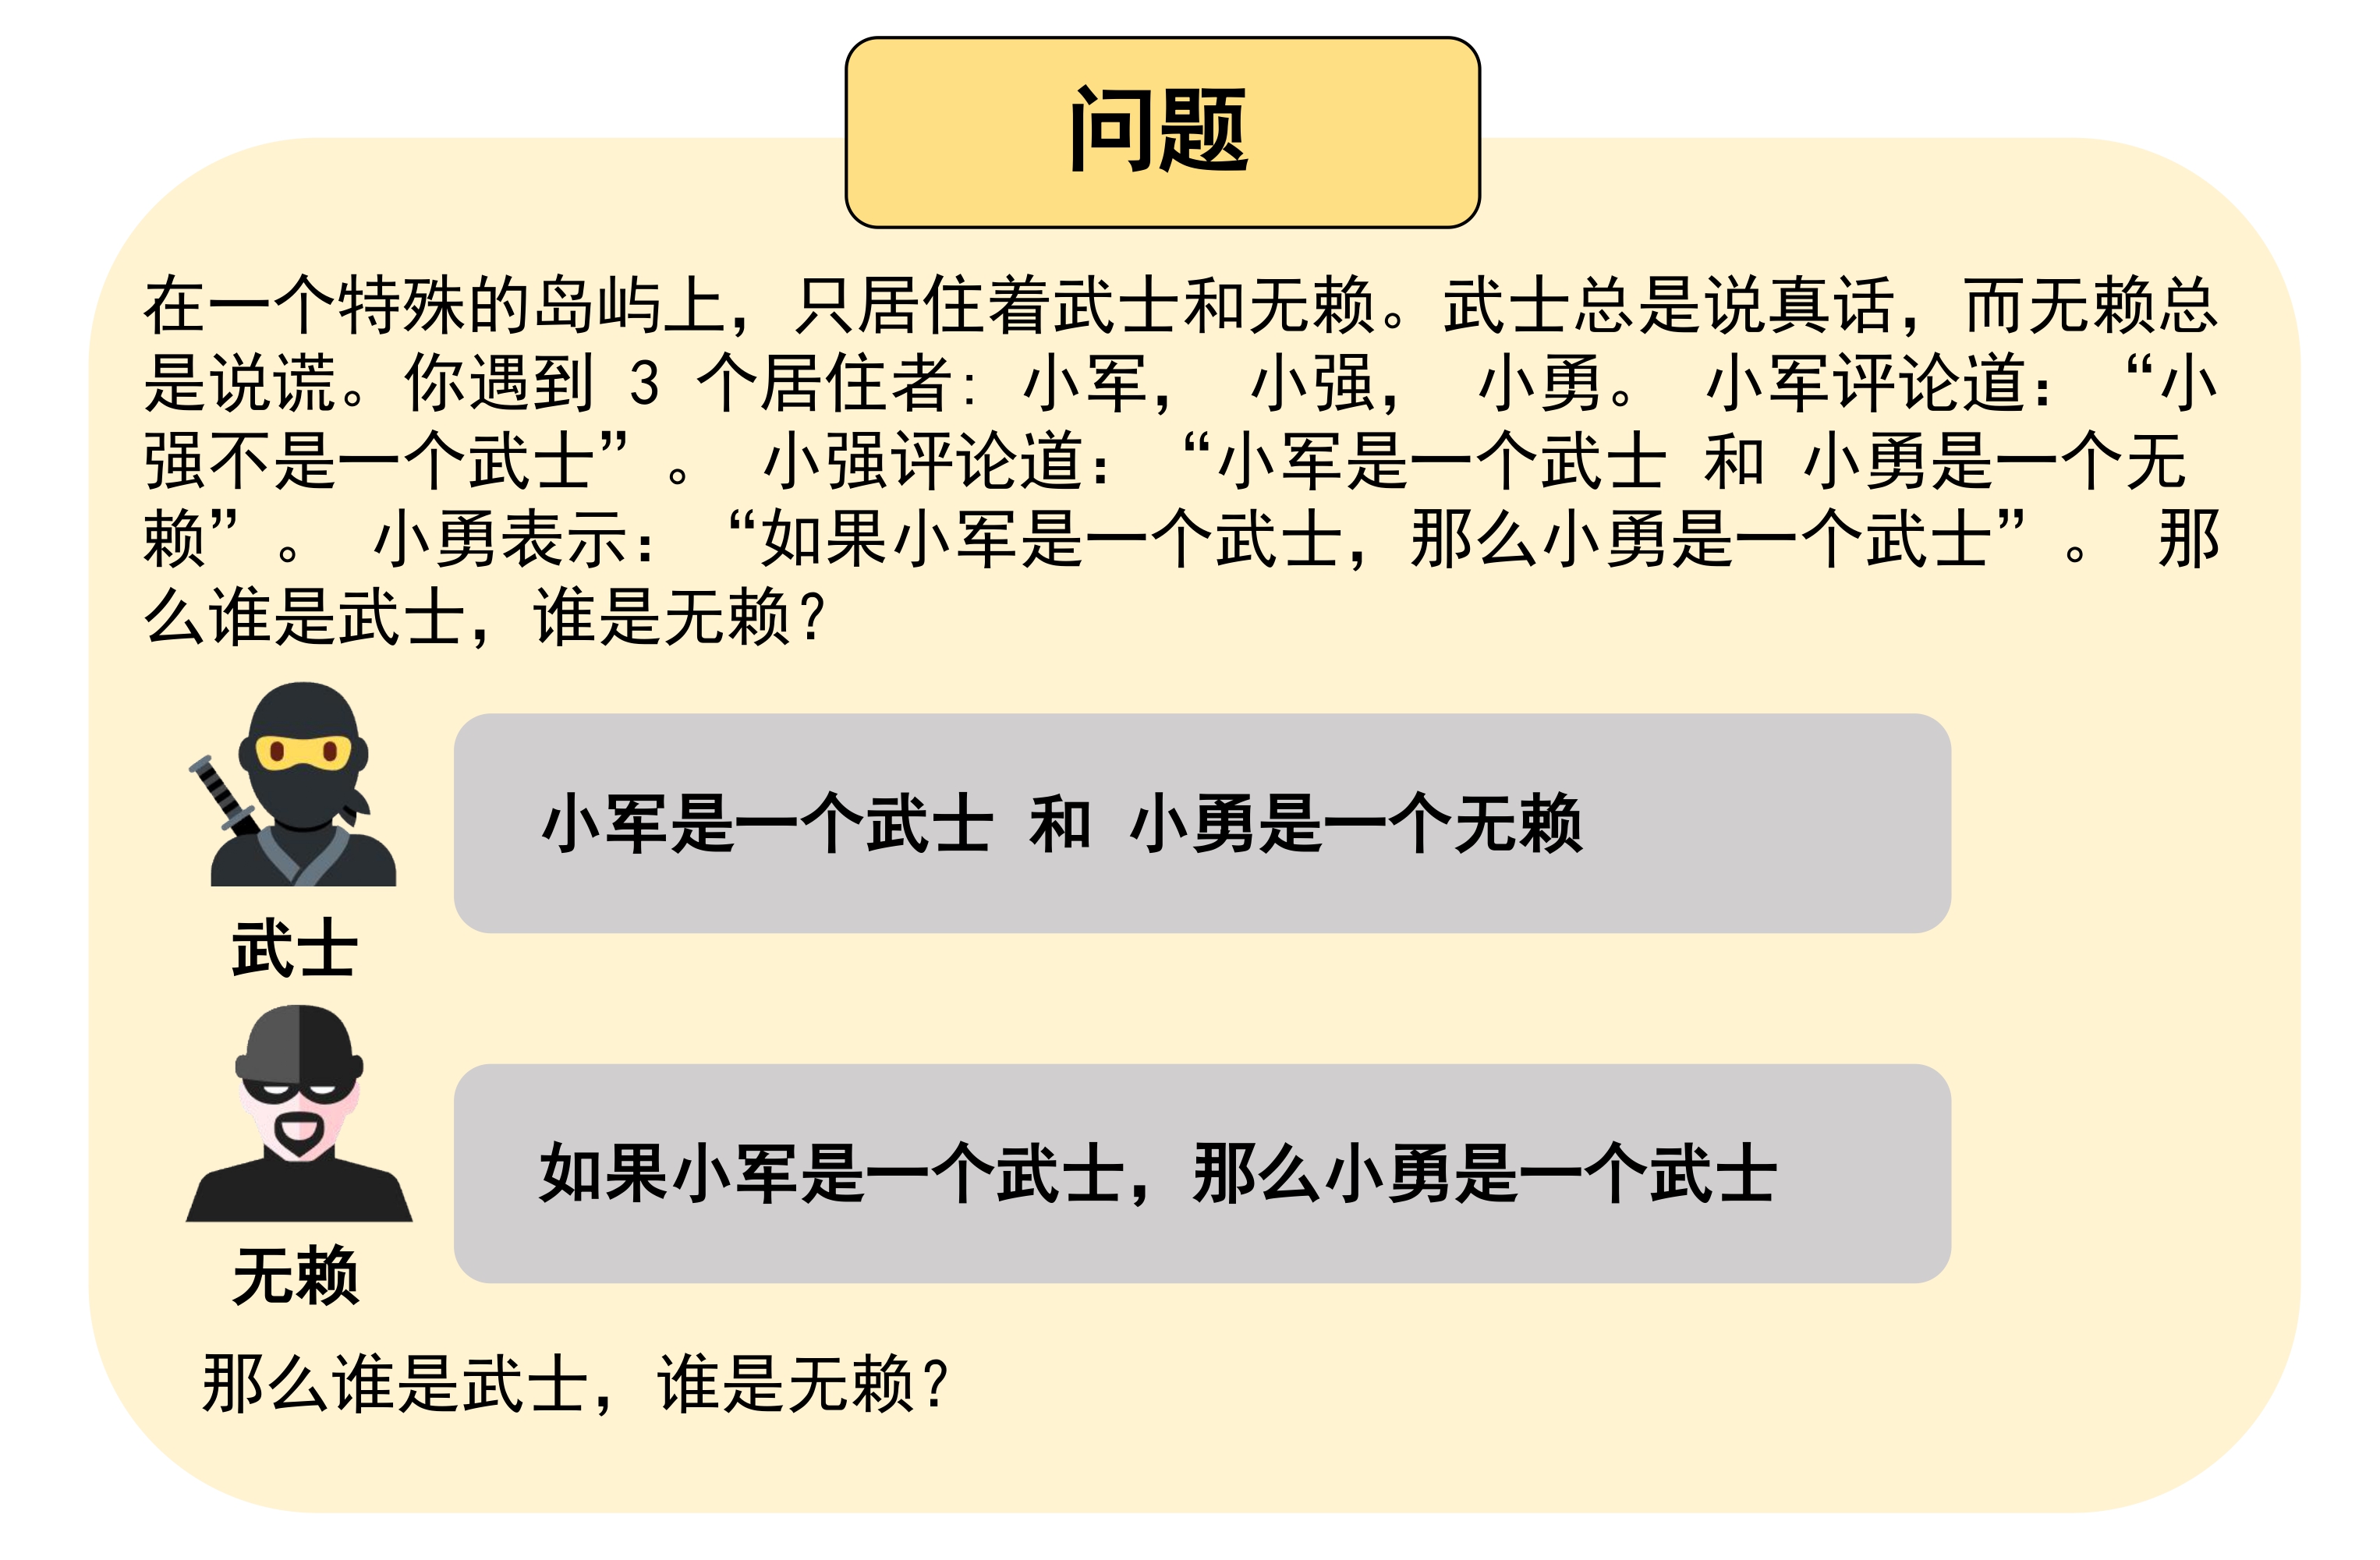 问题
在一个特殊的岛屿上，只居住着武士和无赖。武士总是说真话，而无赖总
是说谎。你遇到 3 个居住者: 小军， 小强， 小勇。 小军评论道：“小
强不是一个武士”。 小强评论道：“小军是一个武士 和 小勇是一个无
赖”。 小勇表示：“如果小军是一个武士，那么小勇是一个武士”。 那
么谁是武士，谁是无赖?
小军是一个武士 和 小勇是一个无赖
武士
如果小军是一个武士，那么小勇是一个武士
无赖
那么谁是武士，谁是无赖?